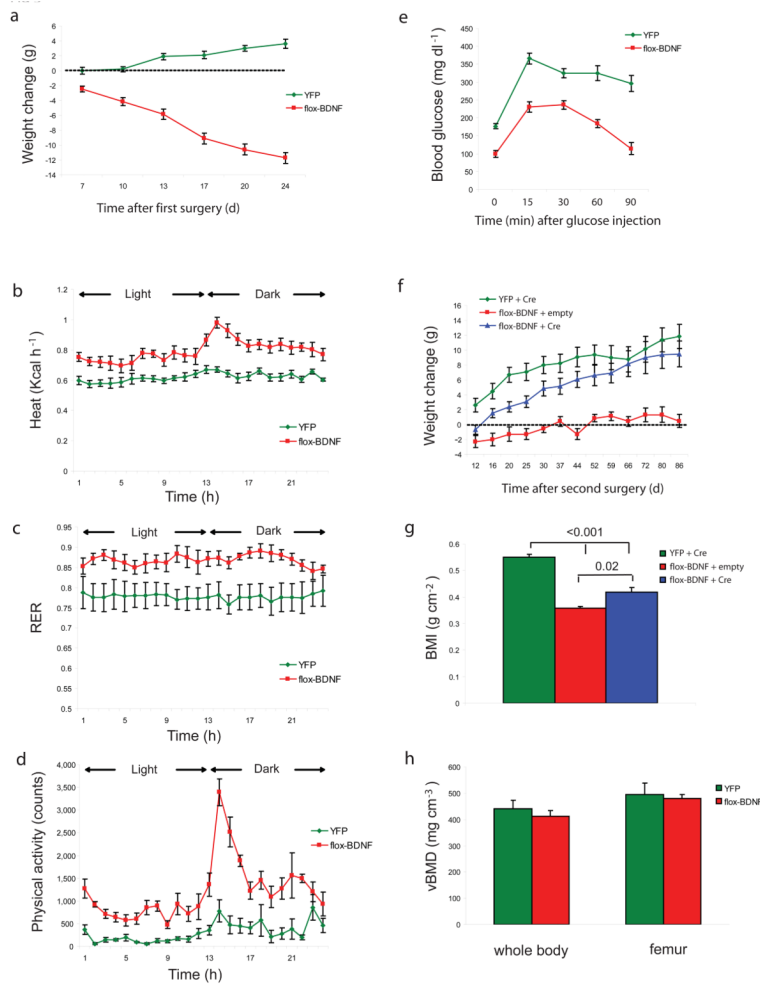 a
6
4
2
0
-2
-4
-6
-8
-10
-12
-14
Weight change (g)
7 10 13 17 20 24
Time after first surgery (d)
YFP
flox-BDNF
b
1.2
1
0.8
0.6
0.4
0.2
0
Heat (Kcal h-1)
Light Dark
YFP
flox-BDNF
1 5 9 13 17 21
Time (h)
c
0.95
0.9
0.85
0.8
0.75
0.7
0.65
0.6
0.55
0.5
RER
Light Dark
YFP
flox-BDNF
1 5 9 13 17 21
Time (h)
d
4,000
3,500
3,000
2,500
2,000
1,500
1,000
500
0
Physical activity (counts)
Light Dark
YFP
flox-BDNF
1 5 9 13 17 21
Time (h)
e
YFP
flox-BDNF
450
400
350
300
250
200
150
100
50
0
Blood glucose (mg dl-1)
0 15 30 60 90
Time (min) after glucose injection
f
YFP + Cre
flox-BDNF + empty
flox-BDNF + Cre
16
14
12
10
8
6
4
2
0
-2
-4
Weight change (g)
12 16 20 25 30 37 44 52 59 66 72 80 86
Time after second surgery (d)
g
<0.001
0.02
YFP + Cre
flox-BDNF + empty
flox-BDNF + Cre
0.6
0.5
0.4
0.3
0.2
0.1
0
BMI (g cm-2)
h
600
500
400
300
200
100
0
vBMD (mg cm-3)
YFP
flox-BDNF
whole body femur